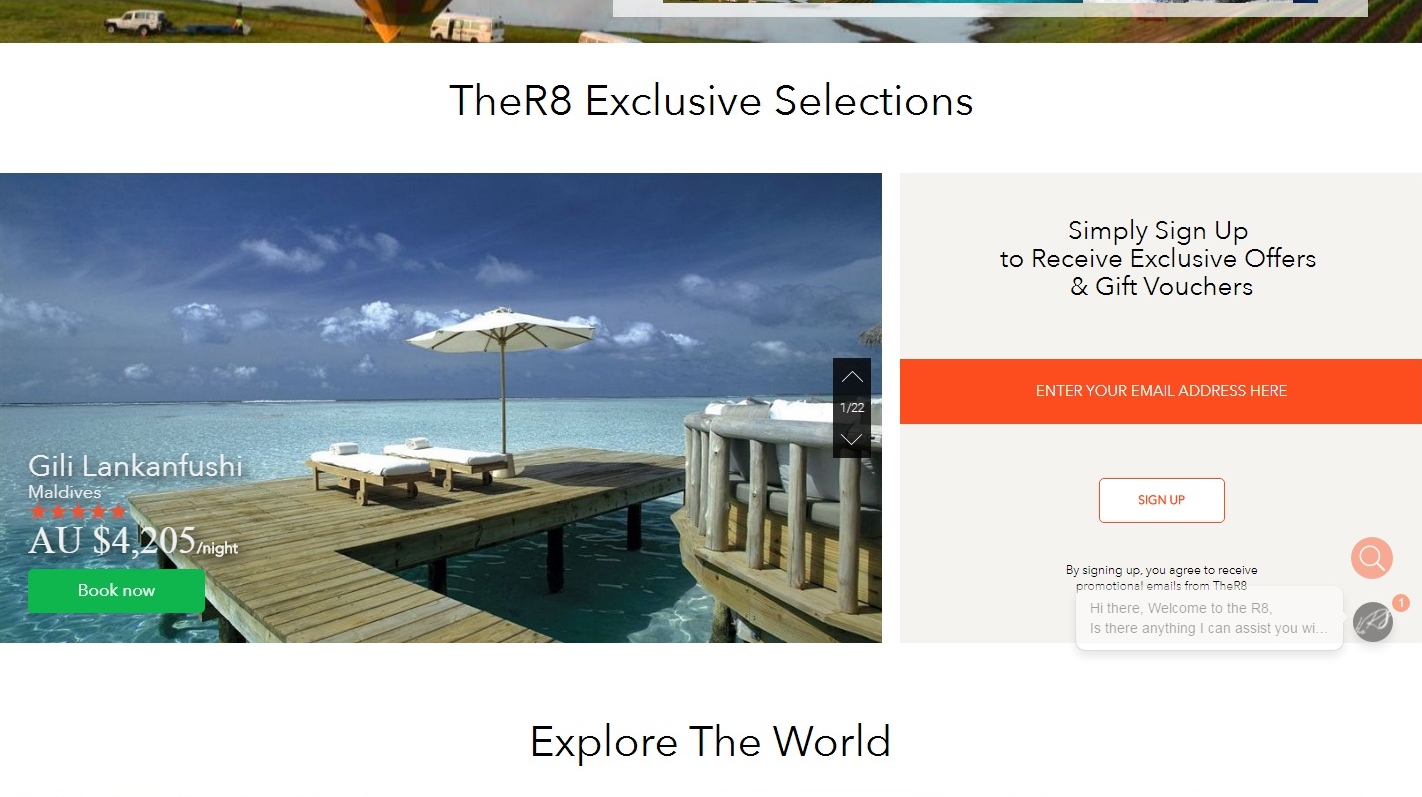 TheR8 Exclusive Selections
Gili Lankanfushi
Maldives
AU $4,205/night
Book now
1/22
Simply Sign Up
to Receive Exclusive Offers
& Gift Vouchers
ENTER YOUR EMAIL ADDRESS HERE
SIGN UP
By signing up, you agree to receive
promotional emails from TheR8
Hi there, Welcome to the R8,
Is there anything I can assist you wi...
1
Explore The World